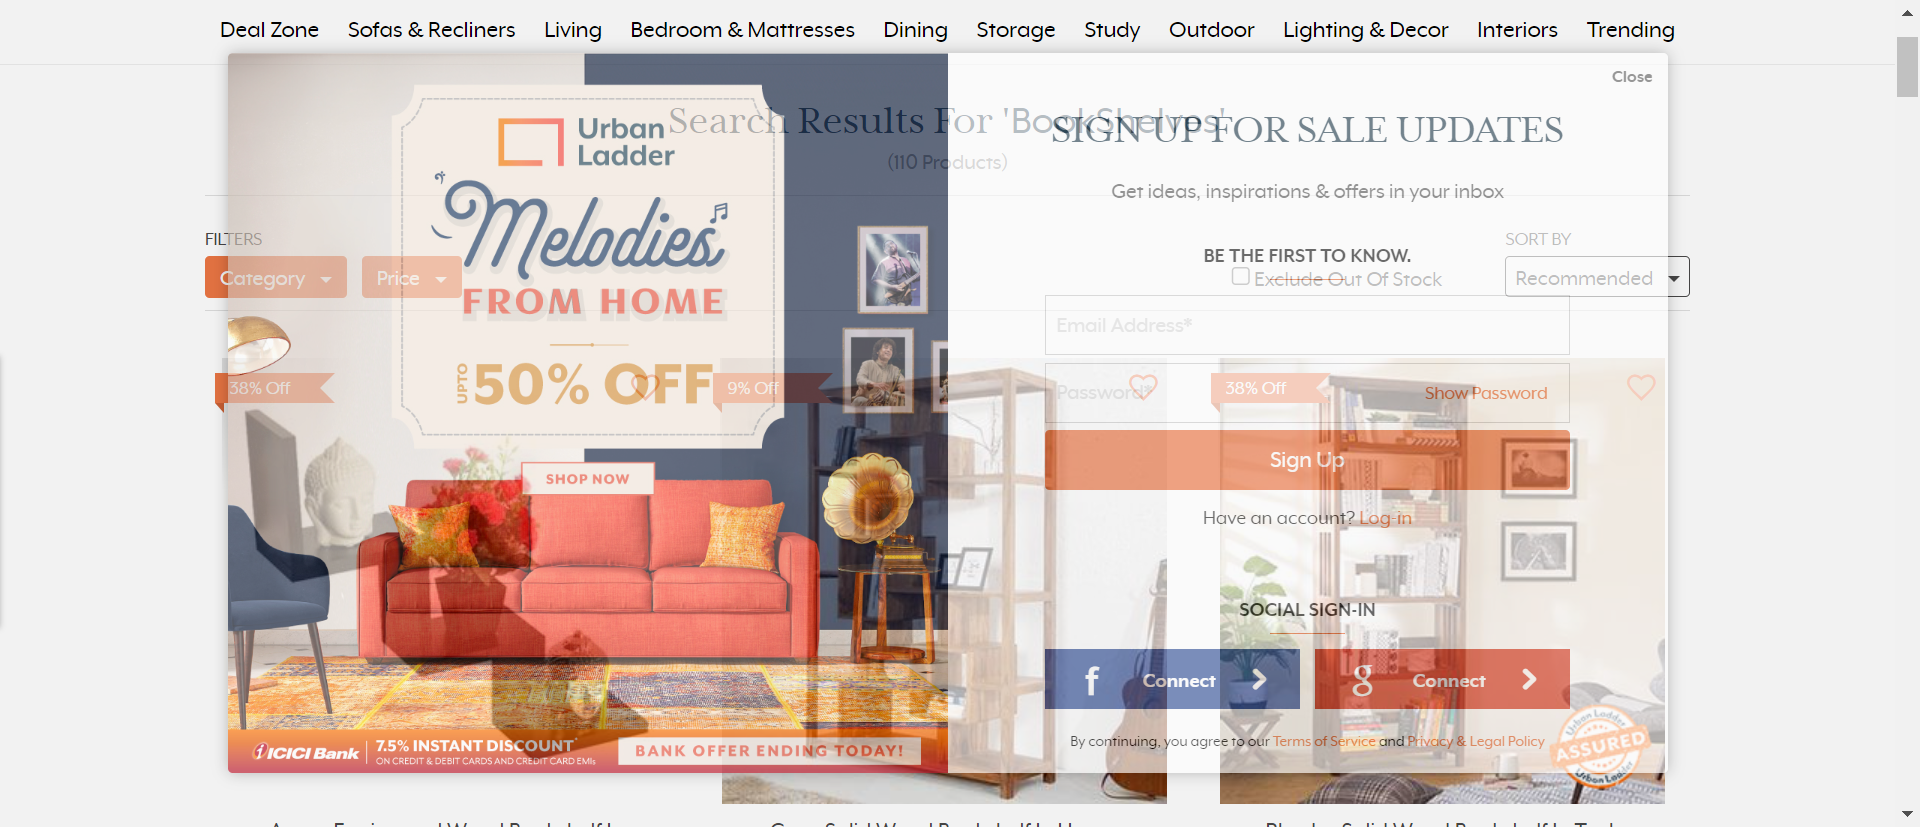 Deal Zone Sofas & Recliners Living Bedroom & Mattresses Dining Storage Study Outdoor Lighting & Decor Interiors Trending
Close
Search Results For 'BookShelves'
(110 Products)
FILTERS
Category
Price
Exclude Out Of Stock
SORT BY
Recommended
Urban
Ladder
Melodies
FROM HOME
UPTO
50% OFF
SHOP NOW
ICICI Bank
7.5% INSTANT DISCOUNT*
ON CREDIT & DEBIT CARDS AND CREDIT CARD EMIs
BANK OFFER ENDING TODAY!
SIGN UP FOR SALE UPDATES
Get ideas, inspirations & offers in your inbox
BE THE FIRST TO KNOW.
Email Address*
Password*
Show Password
Sign Up
Have an account? Log-in
SOCIAL SIGN-IN
f Connect
g Connect
By continuing, you agree to our Terms of Service and Privacy & Legal Policy
38% Off
9% Off
38% Off
Urban Ladder
ASSURED
Urban Ladder